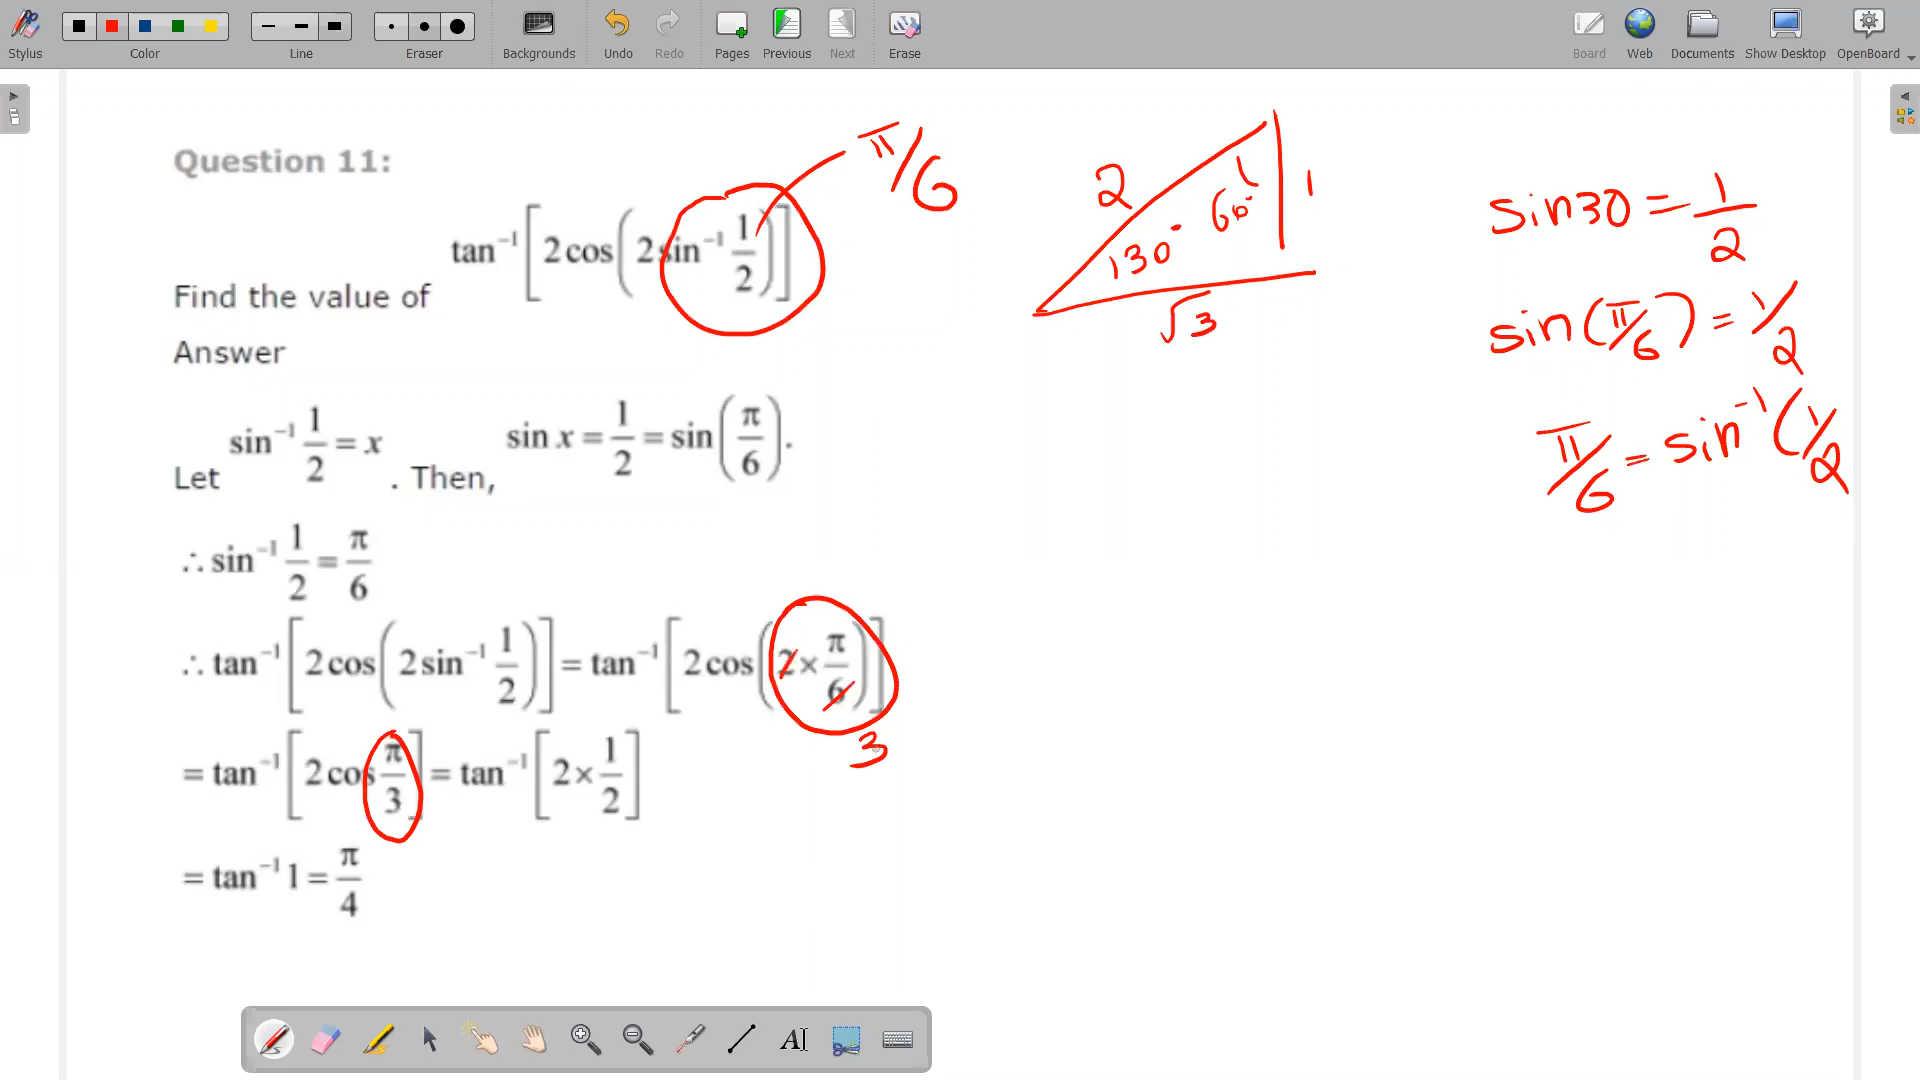 Stylus Color Line Eraser Backgrounds Undo Redo Pages Previous Next Erase Board Web Documents Show Desktop OpenBoard
Question 11:
Find the value of tan⁻¹[2cos(2sin⁻¹ 1/2)]
π/6
2
1
60°
30°
√3
sin30 = 1/2
sin(π/6) = 1/2
π/6 = sin⁻¹(1/2
Answer
Let sin⁻¹ 1/2 = x . Then, sin x = 1/2 = sin(π/6).
∴ sin⁻¹ 1/2 = π/6
∴ tan⁻¹[2cos(2sin⁻¹ 1/2)] = tan⁻¹[2cos(2×π/6)]
3
= tan⁻¹[2cos π/3] = tan⁻¹[2×1/2]
= tan⁻¹1 = π/4